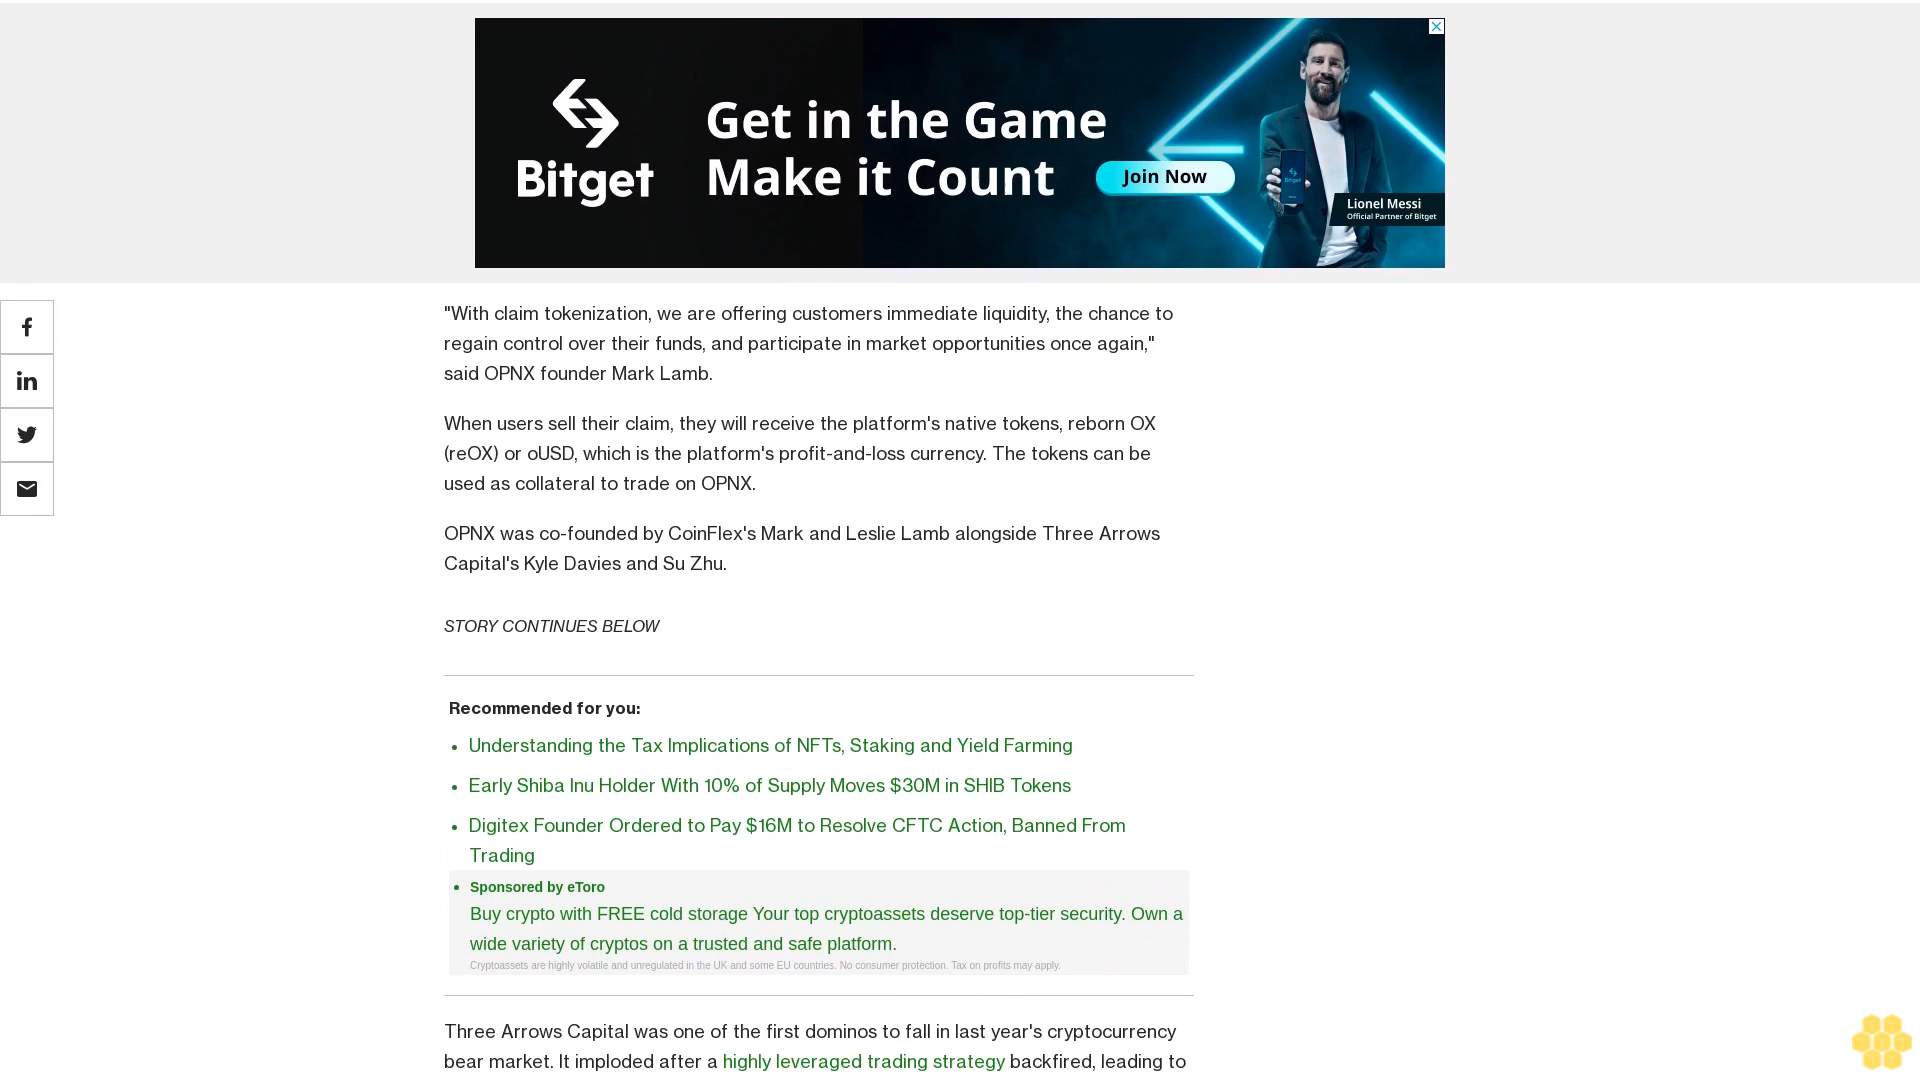 Bitget
Get in the Game
Make it Count
Join Now
Bitget
Lionel Messi
Official Partner of Bitget
"With claim tokenization, we are offering customers immediate liquidity, the chance to
regain control over their funds, and participate in market opportunities once again,"
said OPNX founder Mark Lamb.
When users sell their claim, they will receive the platform's native tokens, reborn OX
(reOX) or oUSD, which is the platform's profit-and-loss currency. The tokens can be
used as collateral to trade on OPNX.
OPNX was co-founded by CoinFlex's Mark and Leslie Lamb alongside Three Arrows
Capital's Kyle Davies and Su Zhu.
STORY CONTINUES BELOW
Recommended for you:
• Understanding the Tax Implications of NFTs, Staking and Yield Farming
• Early Shiba Inu Holder With 10% of Supply Moves $30M in SHIB Tokens
• Digitex Founder Ordered to Pay $16M to Resolve CFTC Action, Banned From
Trading
• Sponsored by eToro
Buy crypto with FREE cold storage Your top cryptoassets deserve top-tier security. Own a
wide variety of cryptos on a trusted and safe platform.
Cryptoassets are highly volatile and unregulated in the UK and some EU countries. No consumer protection. Tax on profits may apply.
Three Arrows Capital was one of the first dominos to fall in last year's cryptocurrency
bear market. It imploded after a highly leveraged trading strategy backfired, leading to